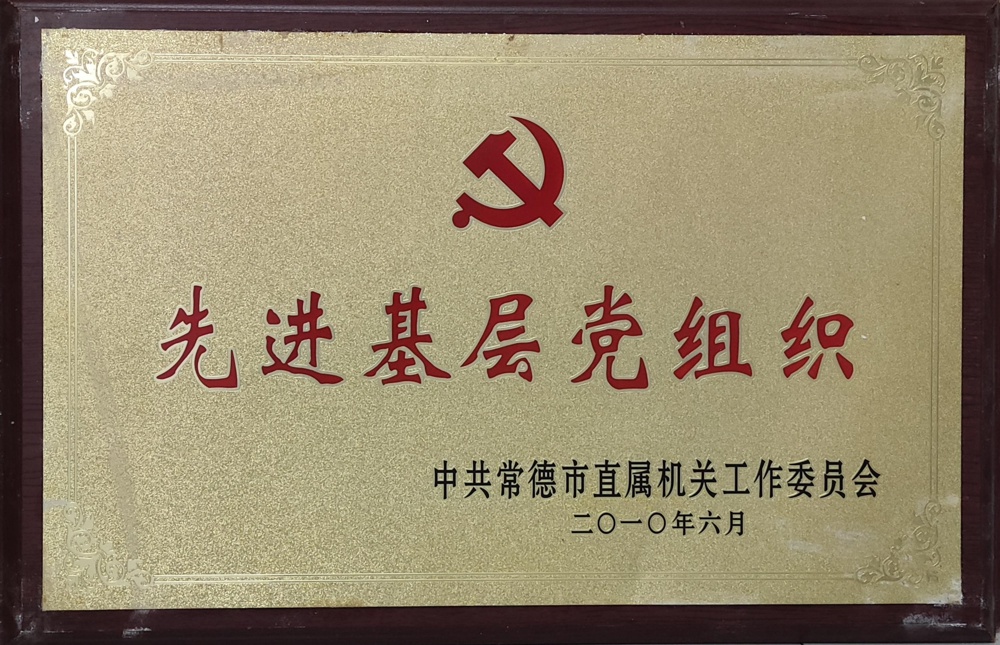 先进基层党组织
中共常德市直属机关工作委员会
二〇一〇年六月